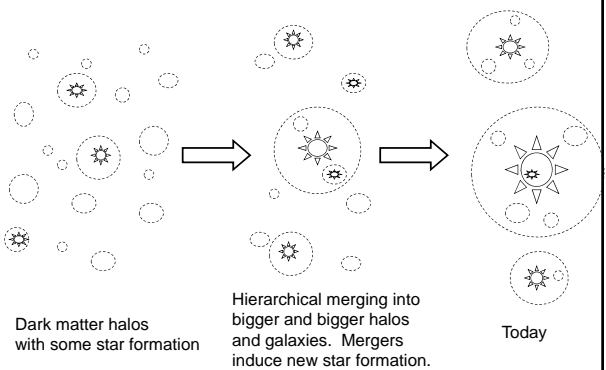 Dark matter halos
with some star formation
Hierarchical merging into
bigger and bigger halos
and galaxies.  Mergers
induce new star formation.
Today